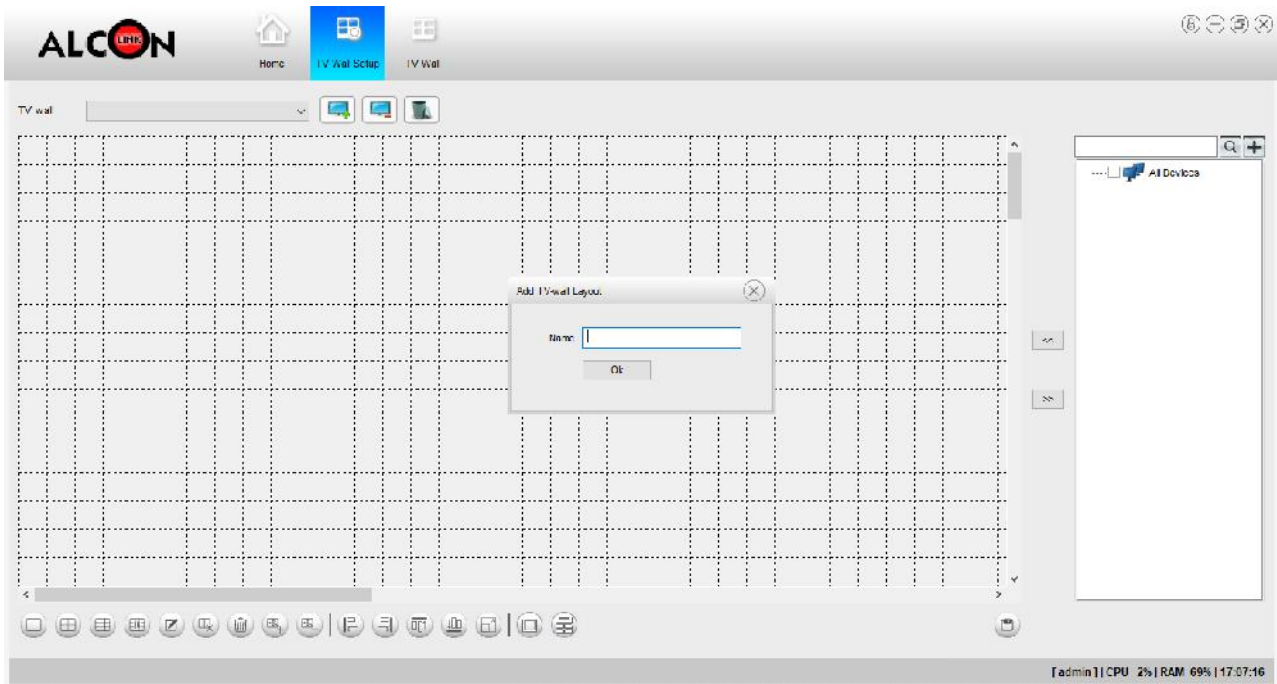 ALCON
LINK
Home
TV Wall Setup
TV Wall
TV wall
All Devices
Add TV-wall Layout
Name
Ok
<<
>>
[ admin ] | CPU 2% | RAM 69% | 17:07:16